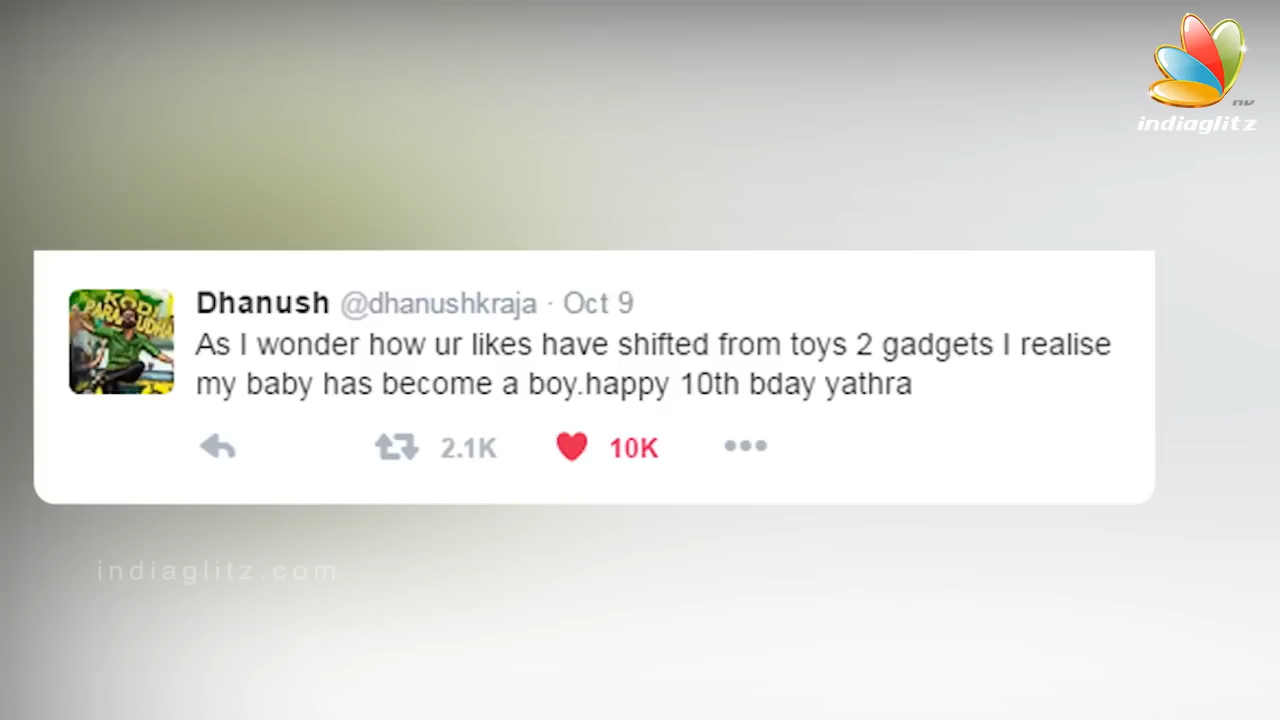 indiaglitz
Dhanush @dhanushkraja · Oct 9
As I wonder how ur likes have shifted from toys 2 gadgets I realise
my baby has become a boy.happy 10th bday yathra
2.1K 10K
indiaglitz.com